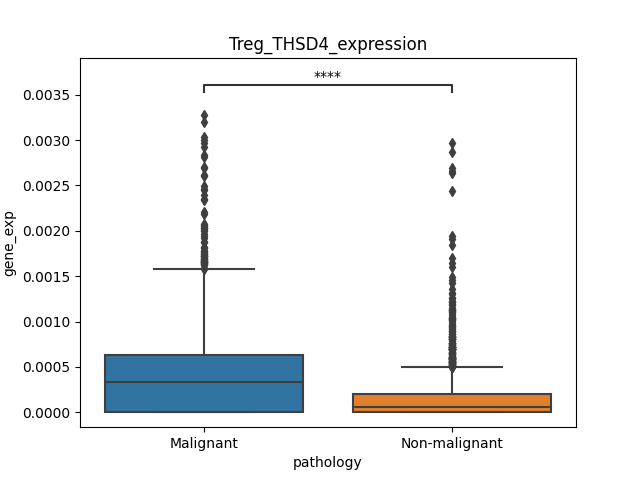 Treg_THSD4_expression
****
0.0035
0.0030
0.0025
0.0020
0.0015
0.0010
0.0005
0.0000
gene_exp
Malignant
Non-malignant
pathology